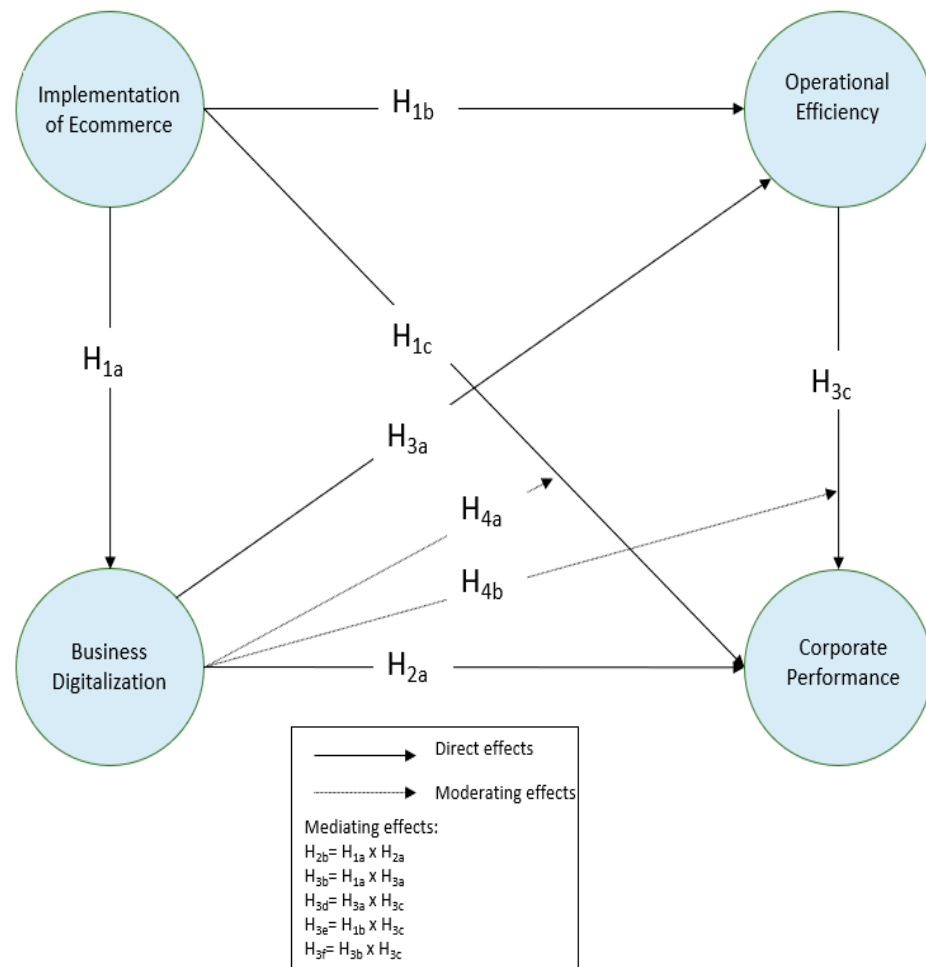 Implementation
of Ecommerce
H1b
Operational
Efficiency
H1a
H1c
H3c
H3a
H4a
H4b
Business
Digitalization
H2a
Corporate
Performance
Direct effects
Moderating effects
Mediating effects:
H2b= H1a x H2a
H3b= H1a x H3a
H3d= H3a x H3c
H3e= H1b x H3c
H3f= H3b x H3c